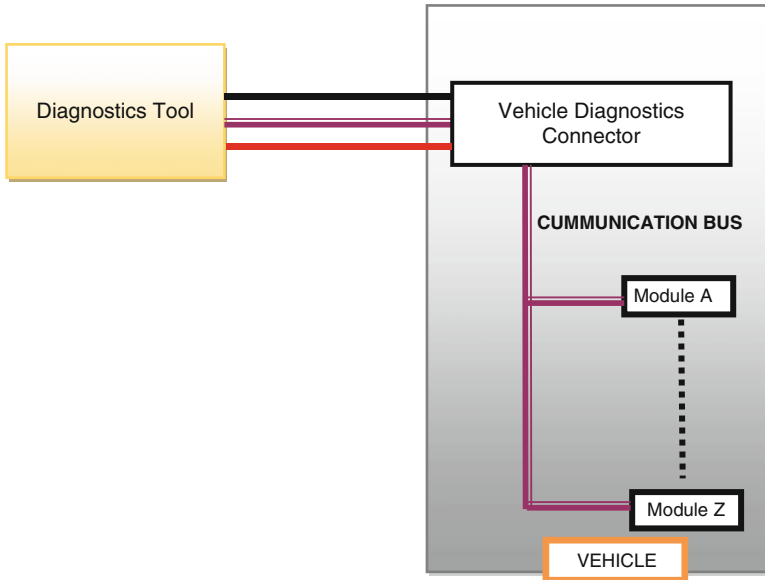 Diagnostics Tool
Vehicle Diagnostics
Connector
CUMMUNICATION BUS
Module A
Module Z
VEHICLE